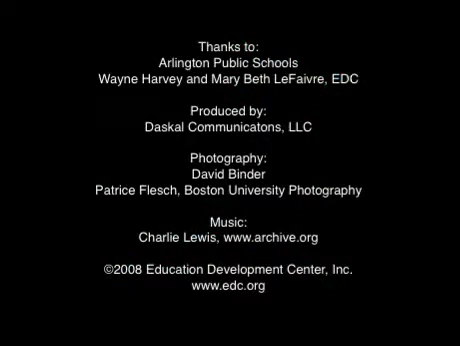 Thanks to:
Arlington Public Schools
Wayne Harvey and Mary Beth LeFaivre, EDC
Produced by:
Daskal Communicatons, LLC
Photography:
David Binder
Patrice Flesch, Boston University Photography
Music:
Charlie Lewis, www.archive.org
©2008 Education Development Center, Inc.
www.edc.org